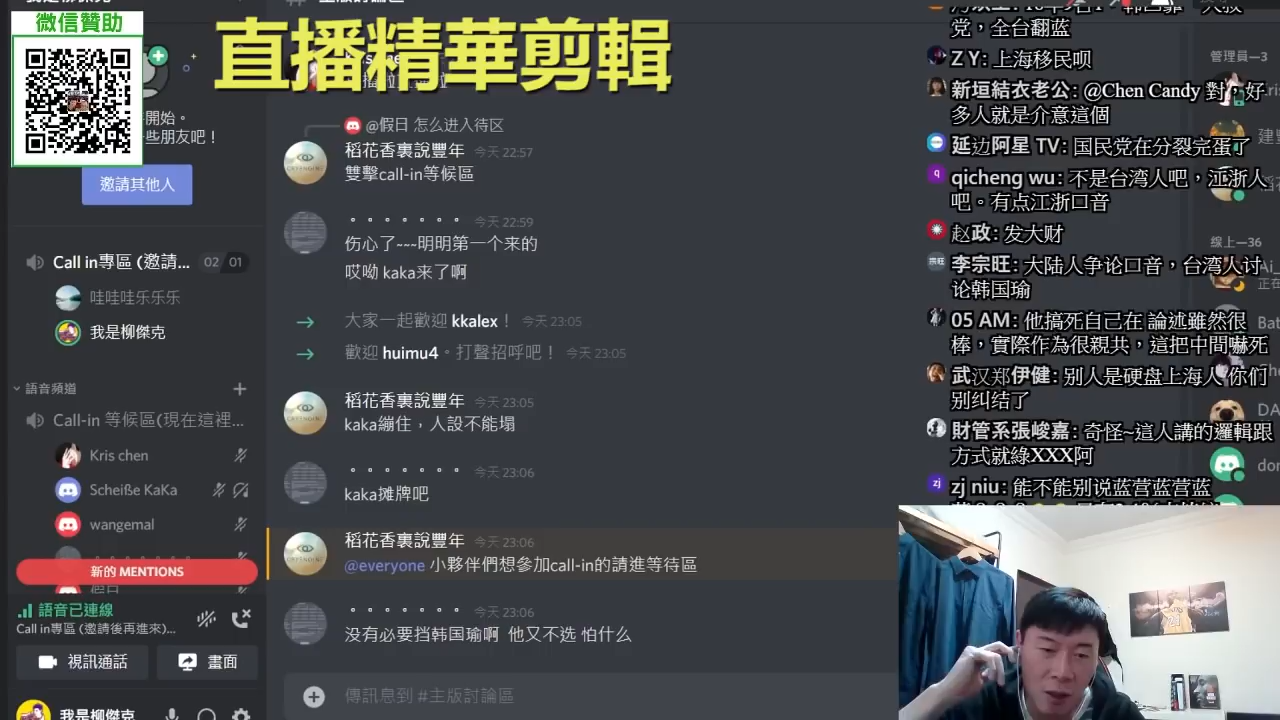 微信贊助
直播精華剪輯
開始。
些朋友吧！
邀請其他人
Call in專區 (邀請...
02 01
哇哇哇乐乐乐
我是柳傑克
語音頻道
Call-in 等候區(現在這裡...
Kris chen
Scheiße KaKa
wangemal
新的 MENTIONS
假日
語音已連線
Call in專區 (邀請後再進來)...
視訊通話
畫面
我是柳傑克
@假日 怎么进入待区
稻花香裏說豐年 今天 22:57
雙擊call-in等候區
今天 22:59
伤心了~~~明明第一个来的
哎呦 kaka来了啊
大家一起歡迎 kkalex！ 今天 23:05
歡迎 huimu4。打聲招呼吧！ 今天 23:05
稻花香裏說豐年 今天 23:05
kaka繃住，人設不能塌
今天 23:06
kaka摊牌吧
稻花香裏說豐年 今天 23:06
@everyone 小夥伴們想參加call-in的請進等待區
今天 23:06
没有必要挡韩国瑜啊 他又不选 怕什么
傳訊息到 #主版討論區
党，全台翻蓝
Z Y: 上海移民呗
新垣結衣老公: @Chen Candy 對，好
多人就是介意這個
延边阿星 TV: 国民党在分裂完蛋了
qicheng wu: 不是台湾人吧，浙江人
吧。有点江浙口音
赵政: 发大财
李宗旺: 大陆人争论口音，台湾人讨
论韩国瑜
05 AM: 他搞死自己在 論述雖然很
棒，實際作為很親共，這把中間嚇死
武汉郑伊健: 别人是硬盘上海人 你们
别纠结了
財管系張峻嘉: 奇怪~這人講的邏輯跟
方式就綠XXX阿
zj niu: 能不能别说蓝营蓝营蓝
管理員—3
線上—36